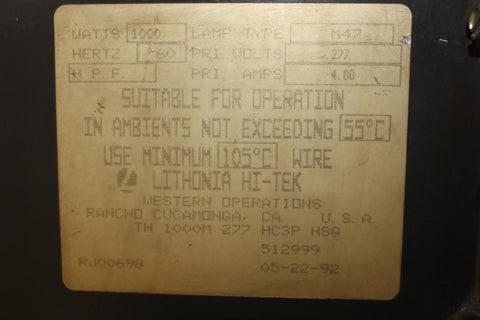 WATTS 1000 LAMP TYPE M47
HERTZ 60 PRI. VOLTS 277
H.P.F. PRI. AMPS 4.00
SUITABLE FOR OPERATION
IN AMBIENTS NOT EXCEEDING 55°C
USE MINIMUM 105°C WIRE
LITHONIA HI-TEK
WESTERN OPERATIONS
RANCHO CUCAMONGA, CA U.S.A
TH 1000M 277 HC3P HSG
512999
RJ00698 05-22-92